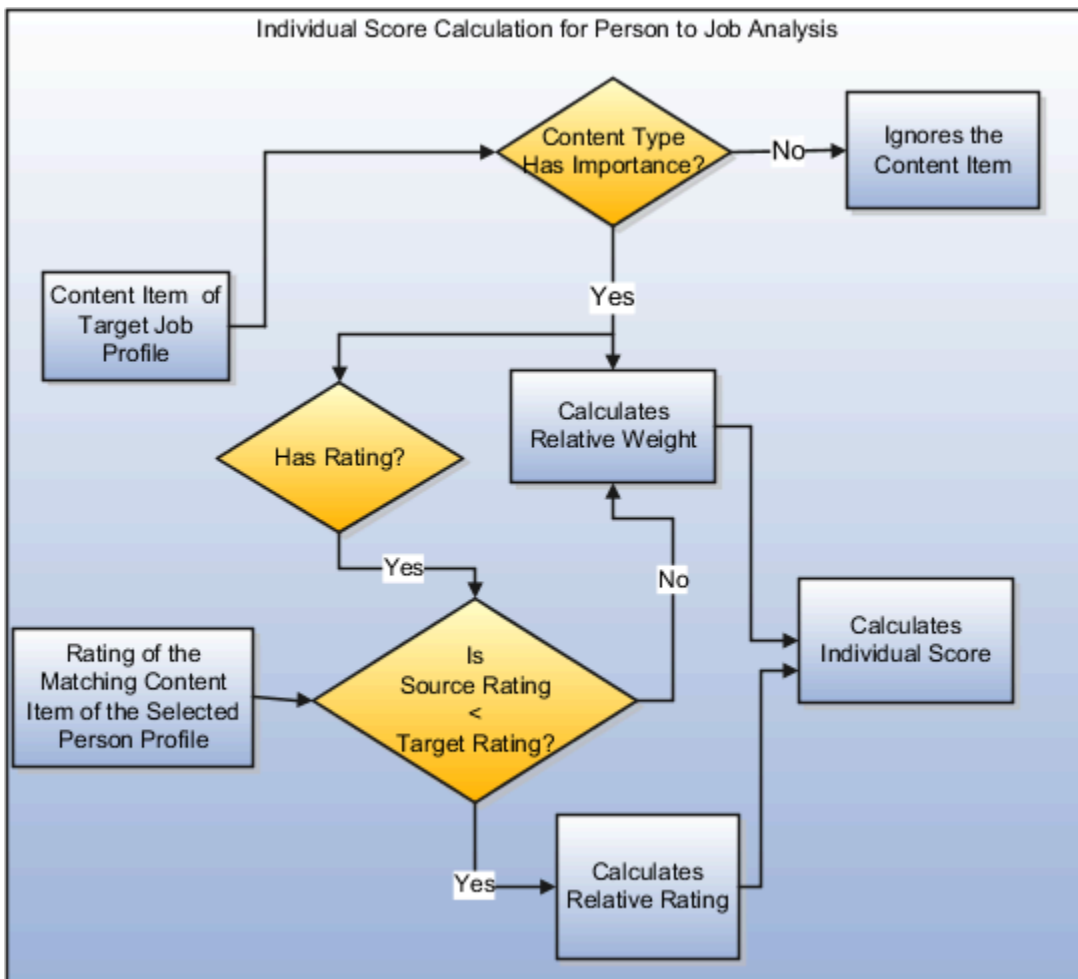 Individual Score Calculation for Person to Job Analysis
Content Type
Has Importance?
No
Ignores the
Content Item
Content Item of
Target Job
Profile
Yes
Has Rating?
Calculates
Relative Weight
Yes
No
Rating of the
Matching Content
Item of the Selected
Person Profile
Is
Source Rating
<
Target Rating?
Calculates
Individual Score
Yes
Calculates
Relative Rating